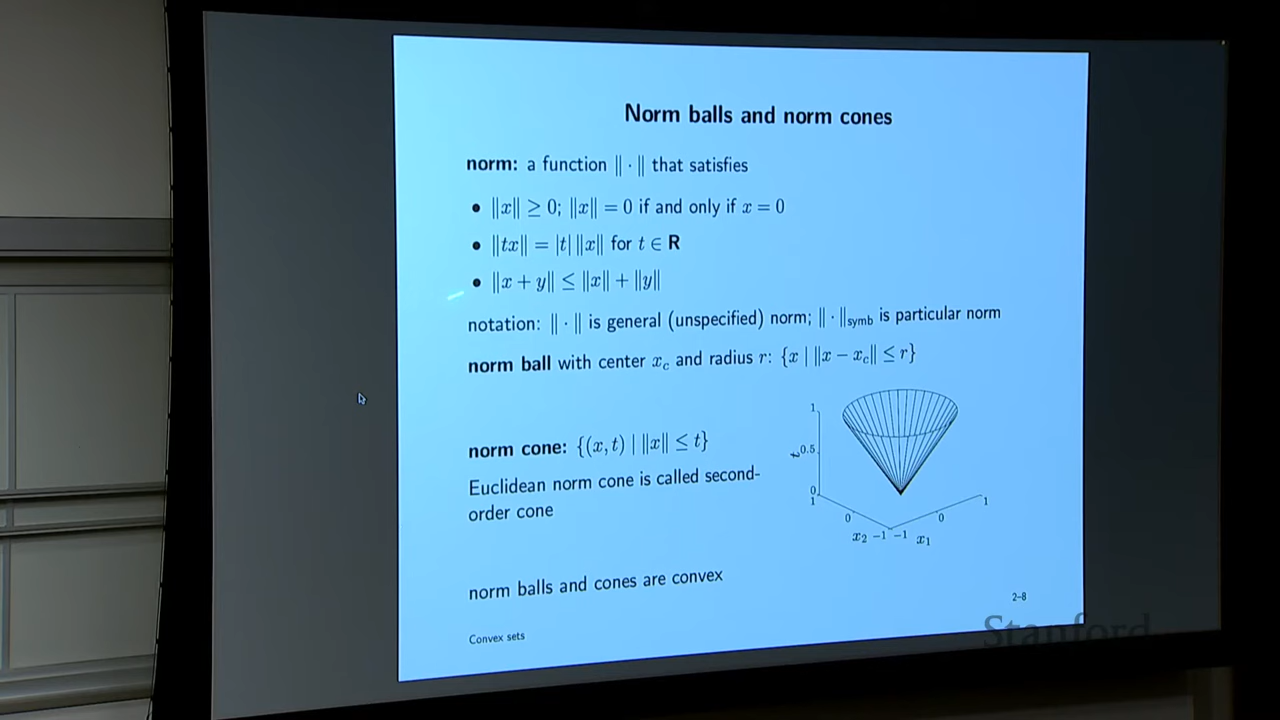 Norm balls and norm cones
norm: a function ‖ · ‖ that satisfies
• ‖x‖ ≥ 0; ‖x‖ = 0 if and only if x = 0
• ‖tx‖ = |t| ‖x‖ for t ∈ R
• ‖x + y‖ ≤ ‖x‖ + ‖y‖
notation: ‖ · ‖ is general (unspecified) norm; ‖ · ‖symb is particular norm
norm ball with center xc and radius r: {x | ‖x − xc‖ ≤ r}
norm cone: {(x, t) | ‖x‖ ≤ t}
Euclidean norm cone is called second-
order cone
1
t
0.5
0
1
0
x2
−1
−1
x1
0
1
norm balls and cones are convex
2–8
Convex sets
Stanford